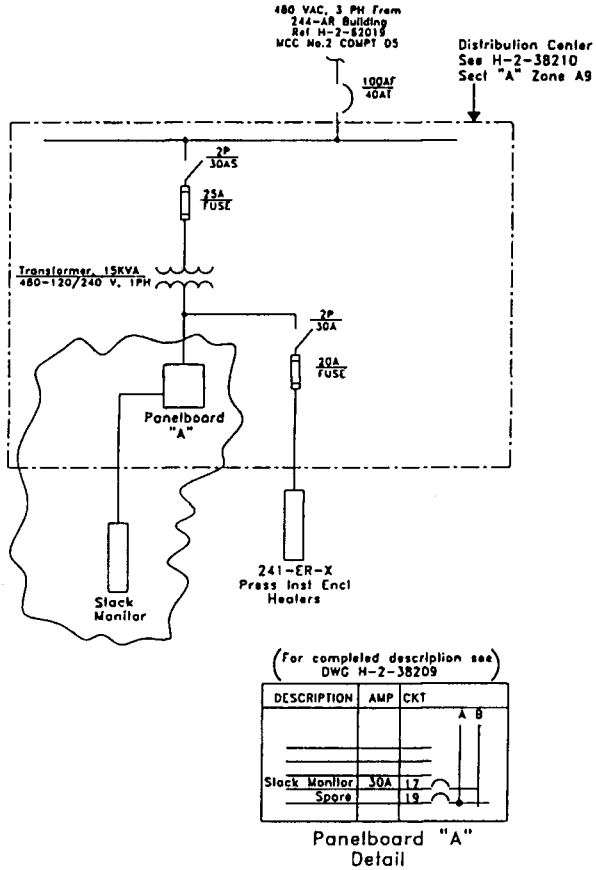 480 VAC, 3 PH From
244-AR Building
Ref H-2-62019
MCC No.2 COMPT D5
100AF
40AT
Distribution Center
See H-2-38210
Sect "A" Zone A9
2P
30AS
25A
FUSE
Transformer, 15KVA
480-120/240 V, 1PH
2P
30A
20A
FUSE
Panelboard
"A"
Stack
Monitor
241-ER-X
Press Inst Encl
Heaters
(For completed description see)
DWG H-2-38209
DESCRIPTION AMP CKT
A B
Stack Monitor 30A 17
Spare 19
Panelboard "A"
Detail